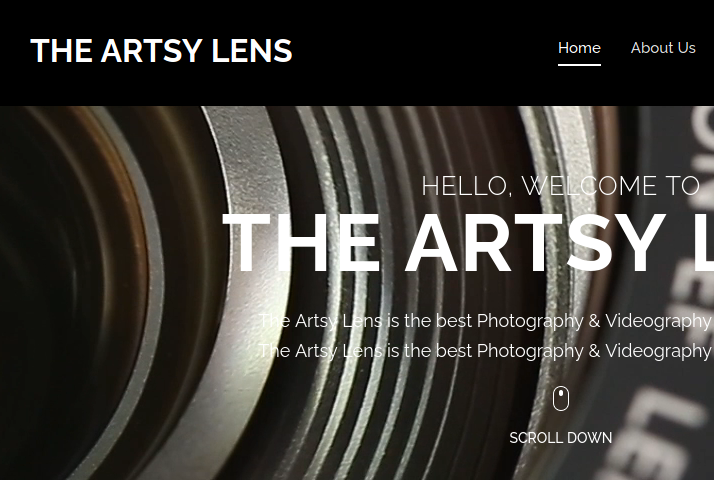 THE ARTSY LENS
Home
About Us
HELLO, WELCOME TO
THE ARTSY L
The Artsy Lens is the best Photography & Videography
The Artsy Lens is the best Photography & Videography
SCROLL DOWN